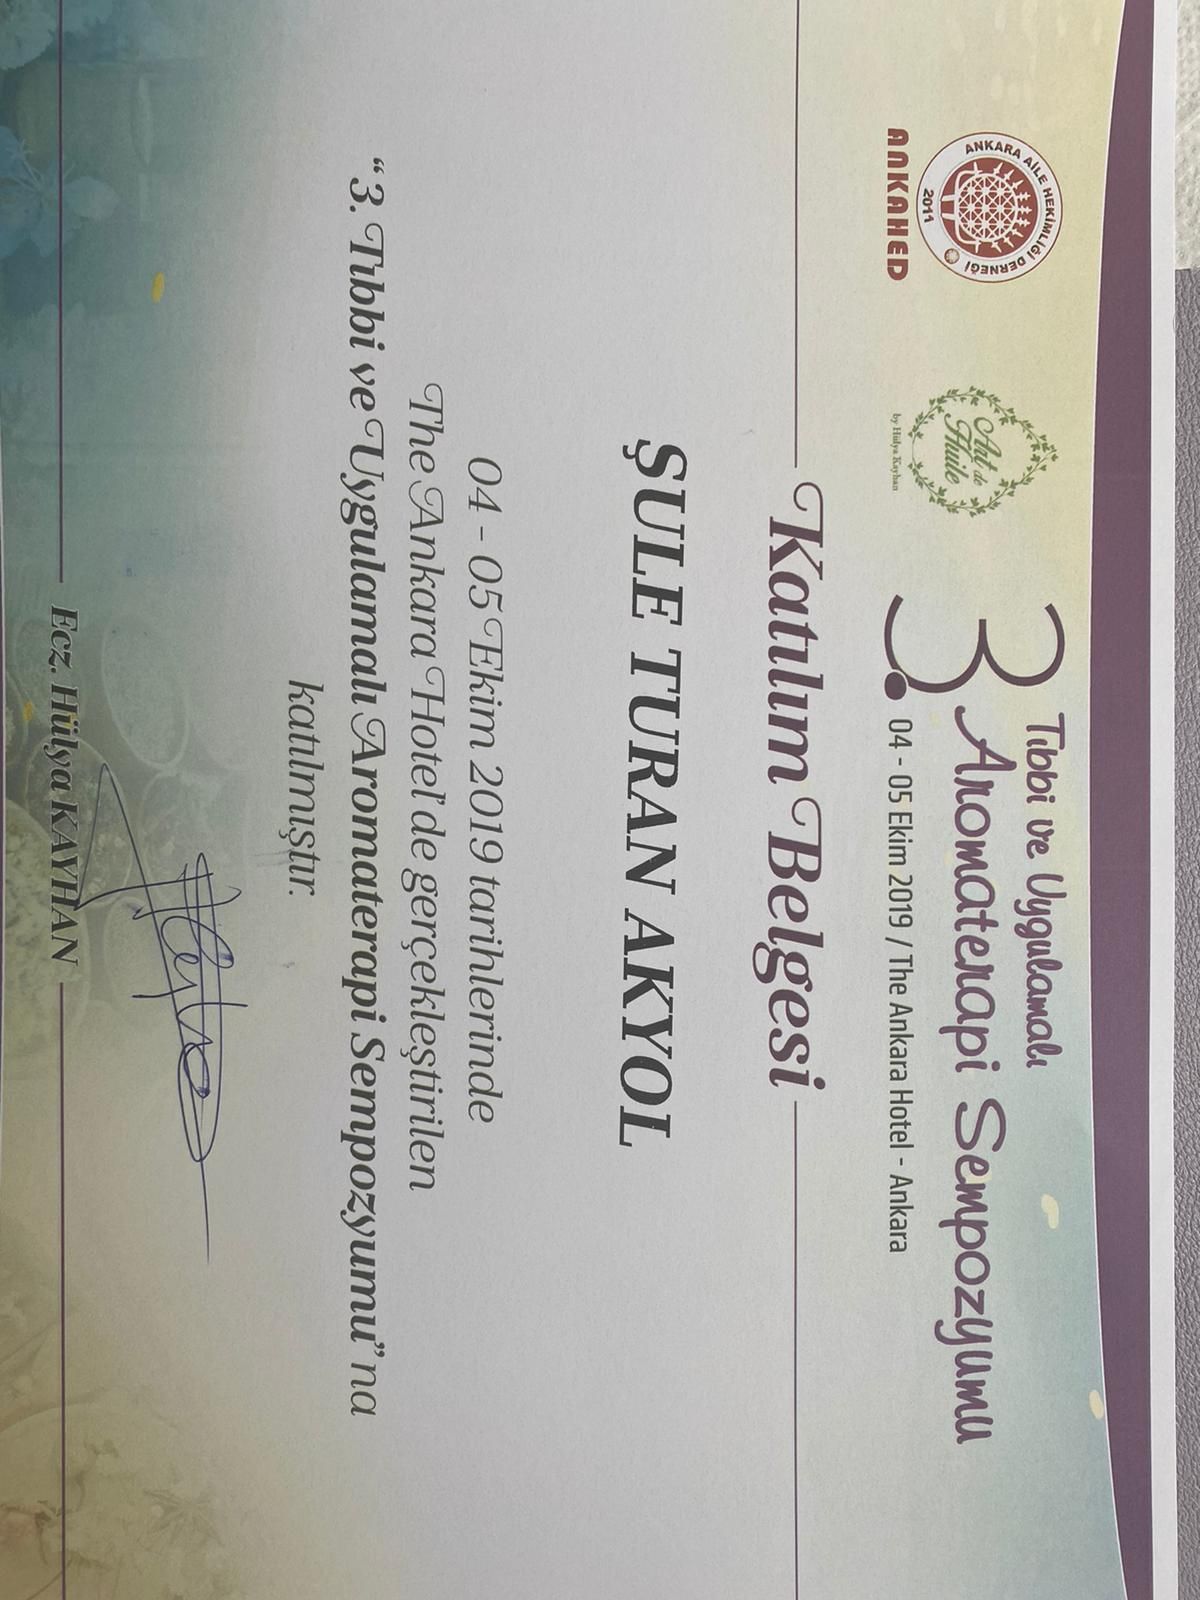 ANKARA AİLE HEKİMLİĞİ DERNEĞİ
2011
ANKAHED
Art de
Huile
by Hülya Kayhan
3.
Tıbbi ve Uygulamalı
Aromaterapi Sempozyumu
04 - 05 Ekim 2019 / The Ankara Hotel - Ankara
Katılım Belgesi
ŞULE TURAN AKYOL
04 - 05 Ekim 2019 tarihlerinde
The Ankara Hotel'de gerçekleştirilen
“3. Tıbbi ve Uygulamalı Aromaterapi Sempozyumu”na
katılmıştır.
Ecz. Hülya KAYHAN